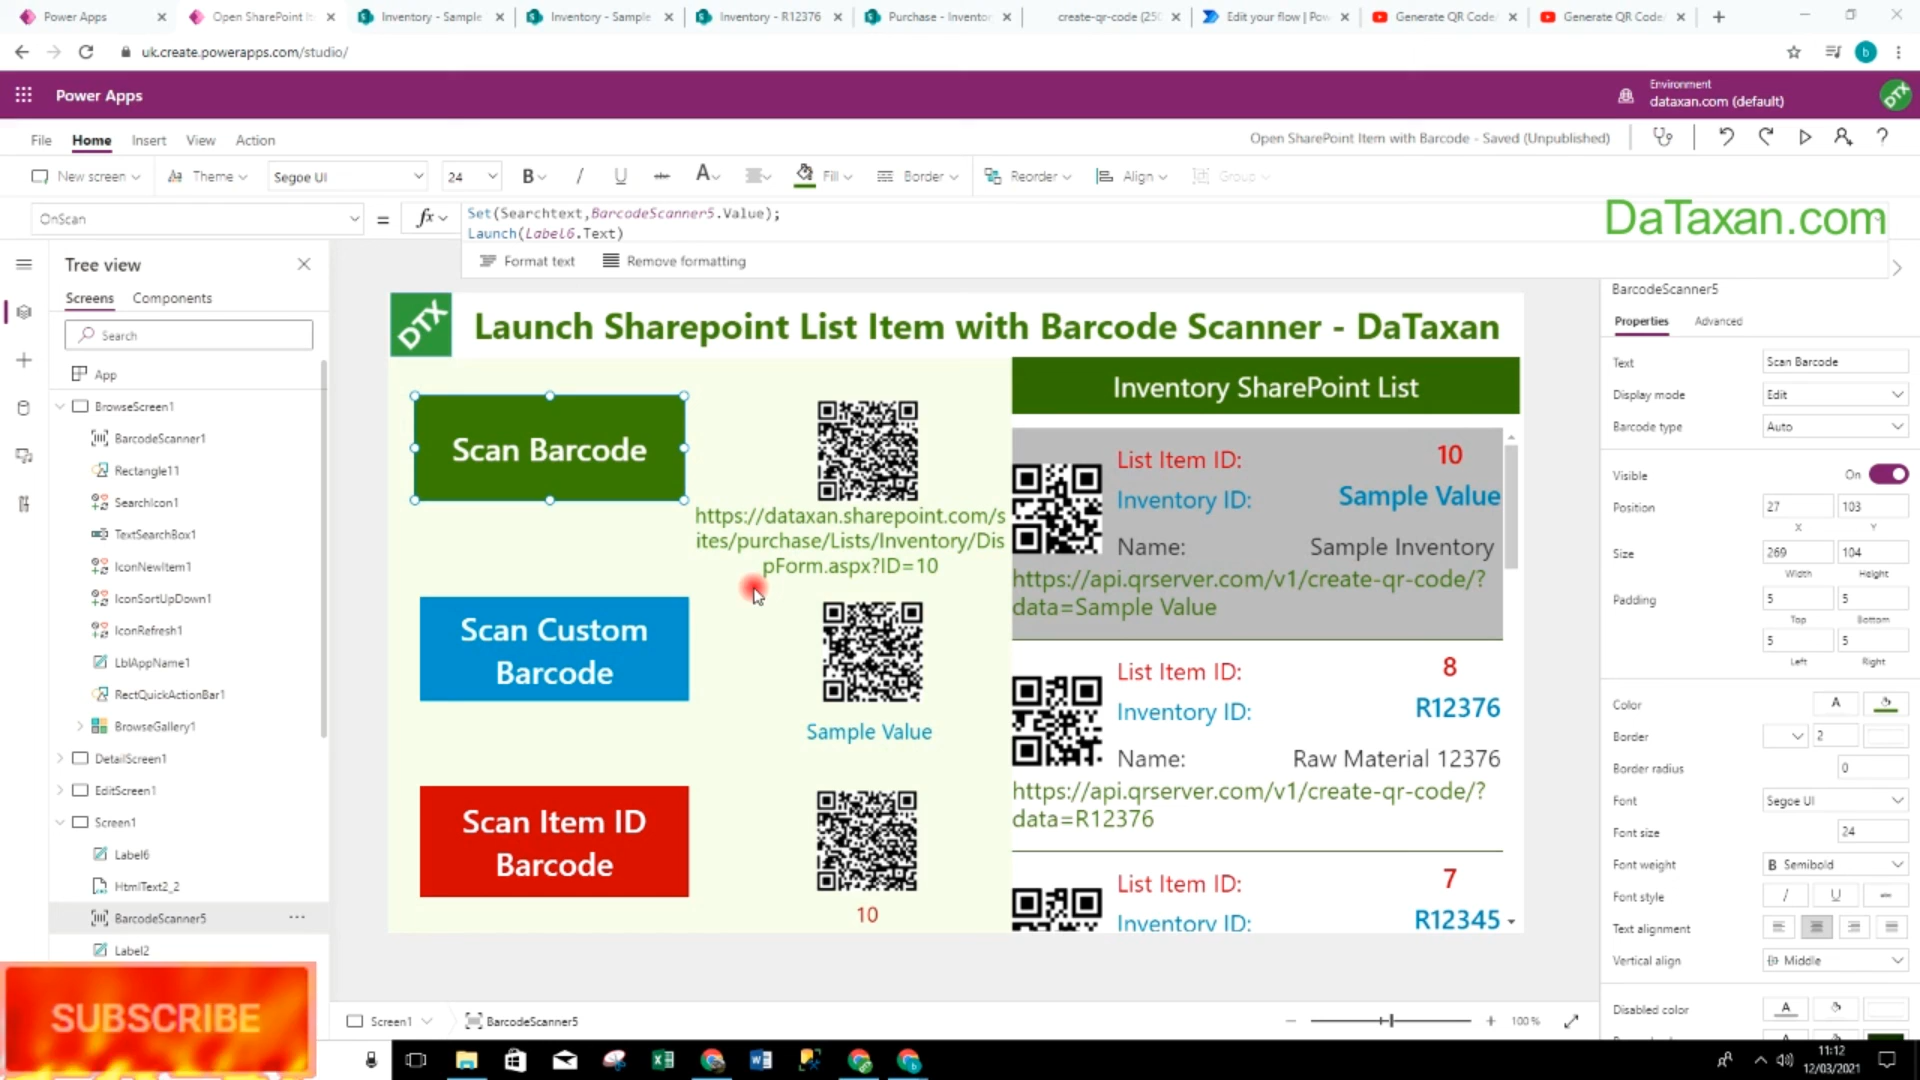 Power Apps
Open SharePoint It
Inventory - Sample
Inventory - Sample
Inventory - R12376
Purchase - Inventor
create-qr-code (250
Edit your flow | Pow
Generate QR Code
Generate QR Code
uk.create.powerapps.com/studio/
b
Power Apps
Environment
dataxan.com (default)
DTX
File
Home
Insert
View
Action
Open SharePoint Item with Barcode - Saved (Unpublished)
New screen
Theme
Segoe UI
24
B
Fill
Border
Reorder
Align
Group
OnScan
=
fx
Set(Searchtext,BarcodeScanner5.Value);
Launch(Label6.Text)
DaTaxan.com
Format text
Remove formatting
Tree view
Screens
Components
Search
App
BrowseScreen1
BarcodeScanner1
Rectangle11
SearchIcon1
TextSearchBox1
IconNewItem1
IconSortUpDown1
IconRefresh1
LblAppName1
RectQuickActionBar1
BrowseGallery1
DetailScreen1
EditScreen1
Screen1
Label6
HtmlText2_2
BarcodeScanner5
Label2
SUBSCRIBE
DTX
Launch Sharepoint List Item with Barcode Scanner - DaTaxan
Scan Barcode
https://dataxan.sharepoint.com/s
ites/purchase/Lists/Inventory/Dis
pForm.aspx?ID=10
Scan Custom
Barcode
Sample Value
Scan Item ID
Barcode
10
Inventory SharePoint List
List Item ID:
10
Inventory ID:
Sample Value
Name:
Sample Inventory
https://api.qrserver.com/v1/create-qr-code/?
data=Sample Value
List Item ID:
8
Inventory ID:
R12376
Name:
Raw Material 12376
https://api.qrserver.com/v1/create-qr-code/?
data=R12376
List Item ID:
7
Inventory ID:
R12345
BarcodeScanner5
Properties
Advanced
Text
Scan Barcode
Display mode
Edit
Barcode type
Auto
Visible
On
Position
27
103
X
Y
Size
269
104
Width
Height
Padding
5
5
Top
Bottom
5
5
Left
Right
Color
A
Border
2
Border radius
0
Font
Segoe UI
Font size
24
Font weight
B Semibold
Font style
/
U
Text alignment
Vertical align
Middle
Disabled color
A
Screen1
BarcodeScanner5
100 %
11:12
12/03/2021